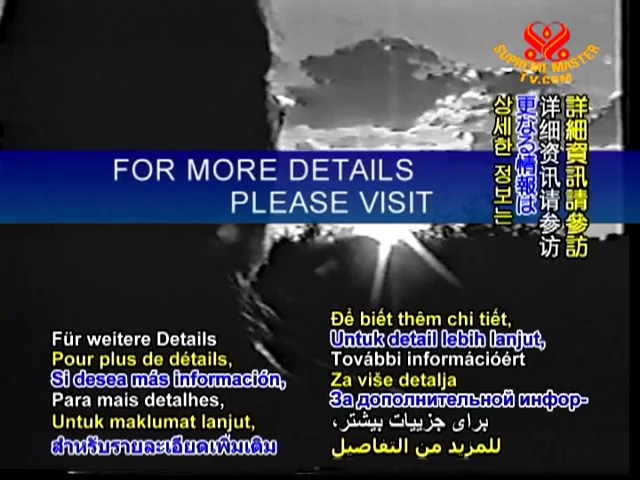 SUPREME MASTER
TV.COM
詳細資訊請參訪
详细资讯请参访
更なる情報は
상세한 정보는
FOR MORE DETAILS
PLEASE VISIT
Für weitere Details
Pour plus de détails,
Si desea más información,
Para mais detalhes,
Untuk maklumat lanjut,
สำหรับรายละเอียดเพิ่มเติม
Để biết thêm chi tiết,
Untuk detail lebih lanjut,
További információért
Za više detalja
За дополнительной инфор-
برای جزییات بیشتر،
للمزيد من التفاصيل